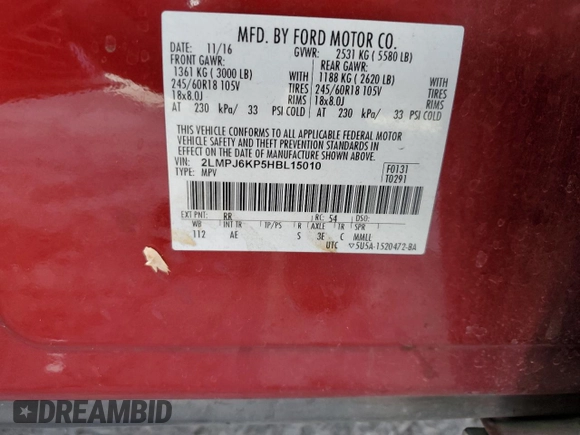 MFD. BY FORD MOTOR CO.
DATE: 11/16 GVWR: 2531 KG ( 5580 LB)
FRONT GAWR: REAR GAWR:
1361 KG ( 3000 LB) WITH 1188 KG ( 2620 LB) WITH
245/60R18 105V TIRES 245/60R18 105V TIRES
18x8.0J RIMS 18x8.0J RIMS
AT 230 kPa/ 33 PSI COLD AT 230 kPa/ 33 PSI COLD
THIS VEHICLE CONFORMS TO ALL APPLICABLE FEDERAL MOTOR
VEHICLE SAFETY AND THEFT PREVENTION STANDARDS IN
EFFECT ON THE DATE OF MANUFACTURE SHOWN ABOVE.
VIN: 2LMPJ6KP5HBL15010 F0131
TYPE: MPV T0291
EXT PNT: RR RC: 54 DSO:
WB INT TR TP/PS R AXLE TR SPR
112 AE S 3E C MMLL
UTC 5U5A-1520472-BA
DREAMBID